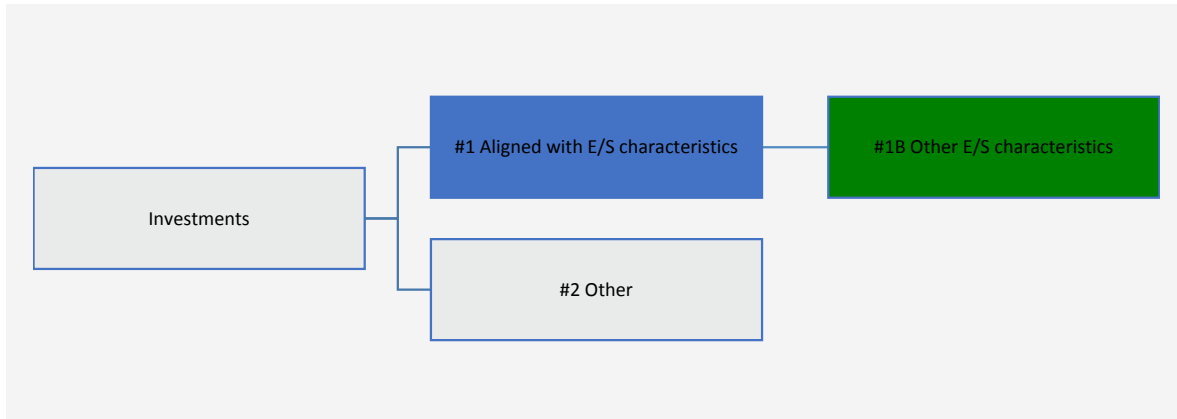 #1 Aligned with E/S characteristics
#1B Other E/S characteristics
Investments
#2 Other